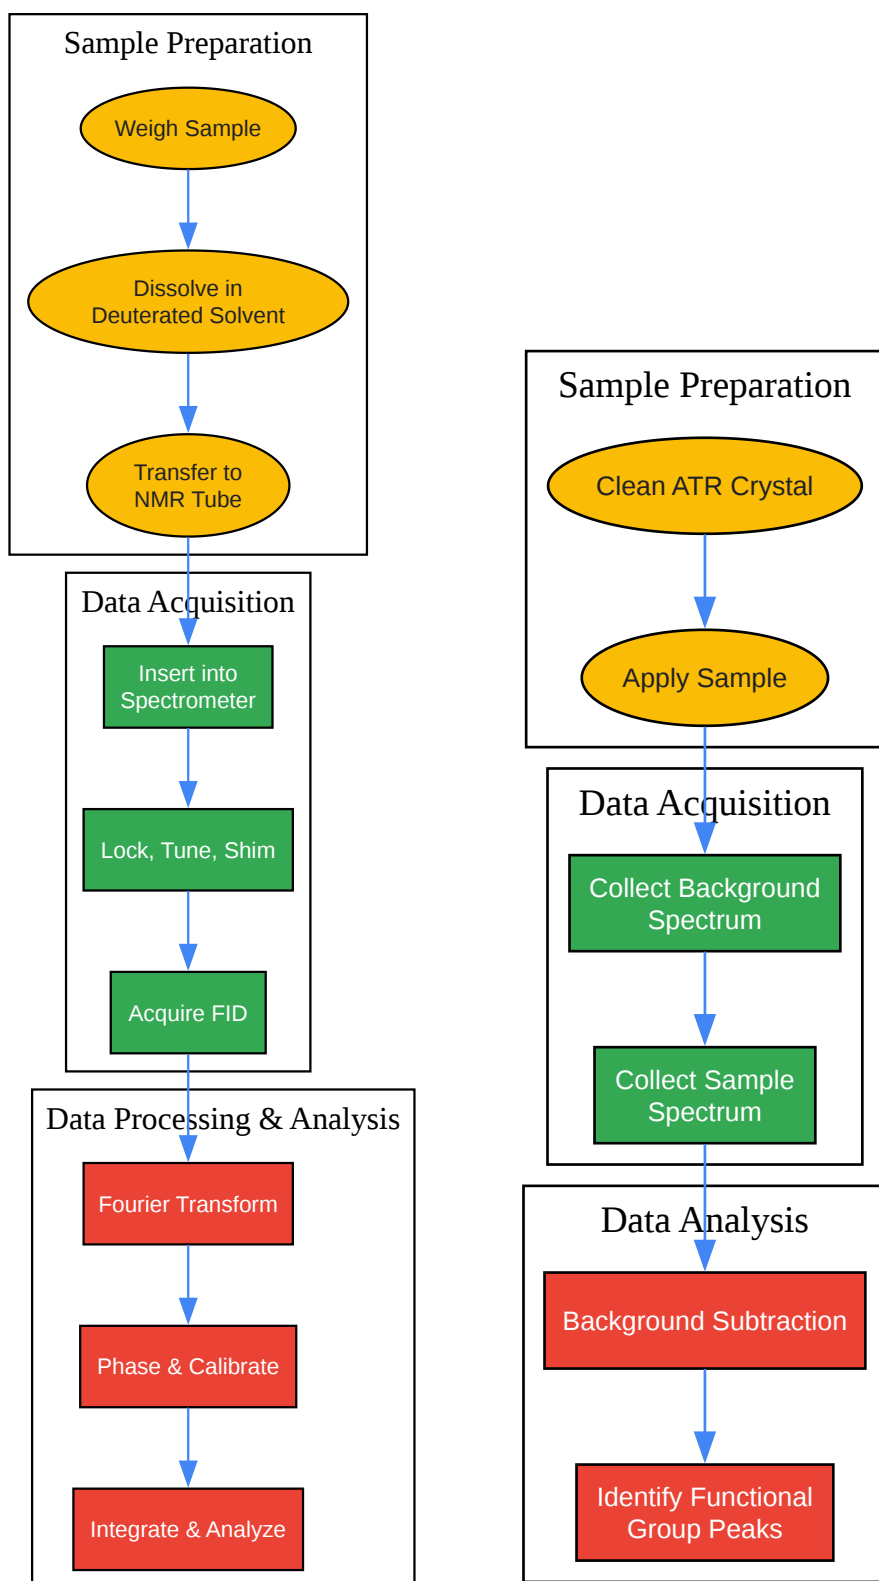 Sample Preparation
Weigh Sample
Dissolve in
Deuterated Solvent
Transfer to
NMR Tube
Data Acquisition
Insert into
Spectrometer
Lock, Tune, Shim
Acquire FID
Data Processing & Analysis
Fourier Transform
Phase & Calibrate
Integrate & Analyze
Sample Preparation
Clean ATR Crystal
Apply Sample
Data Acquisition
Collect Background
Spectrum
Collect Sample
Spectrum
Data Analysis
Background Subtraction
Identify Functional
Group Peaks